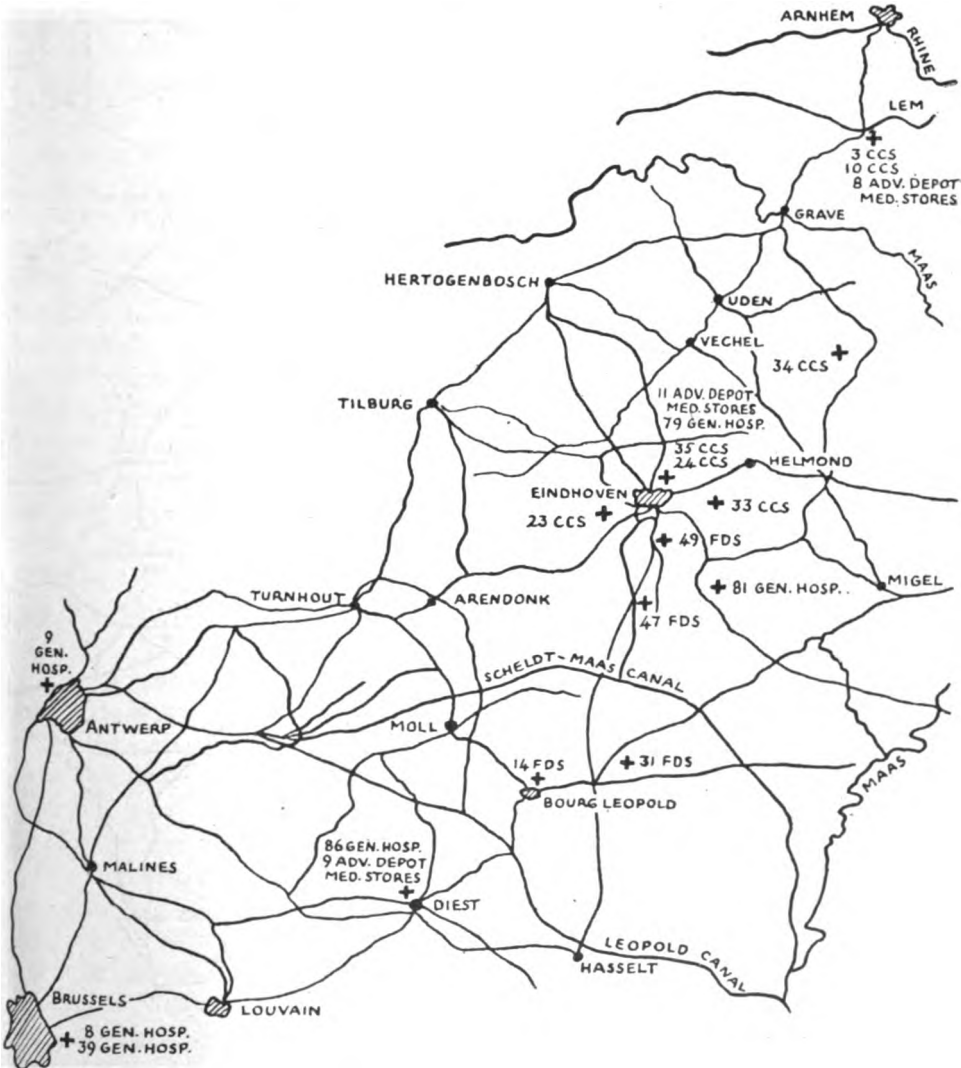 ARNHEM
RHINE
LEM
3 CCS
10 CCS
8 ADV. DEPOT
MED. STORES
GRAVE
MAAS
HERTOGENBOSCH
UDEN
VECHEL
34 CCS
TILBURG
11 ADV. DEPOT
MED. STORES
79 GEN. HOSP.
35 CCS
24 CCS
HELMOND
EINDHOVEN
23 CCS
33 CCS
49 FDS
TURNHOUT
ARENDONK
81 GEN. HOSP..
MIGEL
47 FDS
9
GEN.
HOSP.
SCHELDT-MAAS CANAL
ANTWERP
MOLL
14 FDS
31 FDS
MAAS
BOURG LEOPOLD
86 GEN. HOSP.
9 ADV. DEPOT
MED. STORES
MALINES
DIEST
LEOPOLD CANAL
HASSELT
BRUSSELS
LOUVAIN
8 GEN. HOSP.
39 GEN. HOSP.